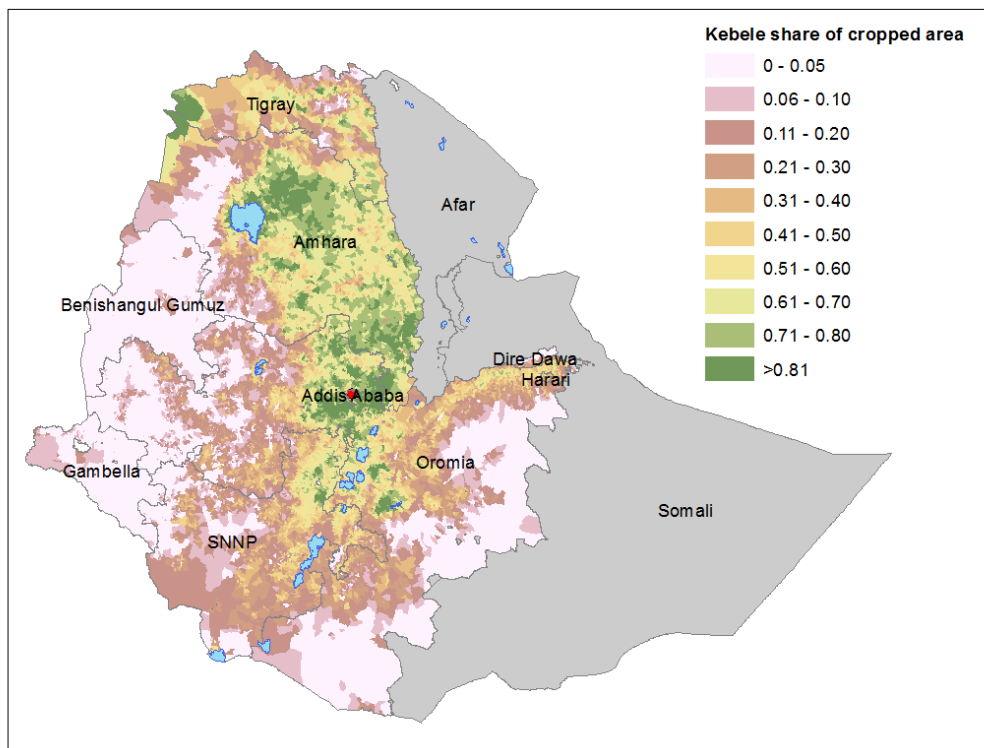 Kebele share of cropped area
0 - 0.05
0.06 - 0.10
0.11 - 0.20
0.21 - 0.30
0.31 - 0.40
0.41 - 0.50
0.51 - 0.60
0.61 - 0.70
0.71 - 0.80
>0.81
Tigray
Afar
Amhara
Benishangul Gumuz
Dire Dawa
Harari
Addis Ababa
Oromia
Gambella
Somali
SNNP